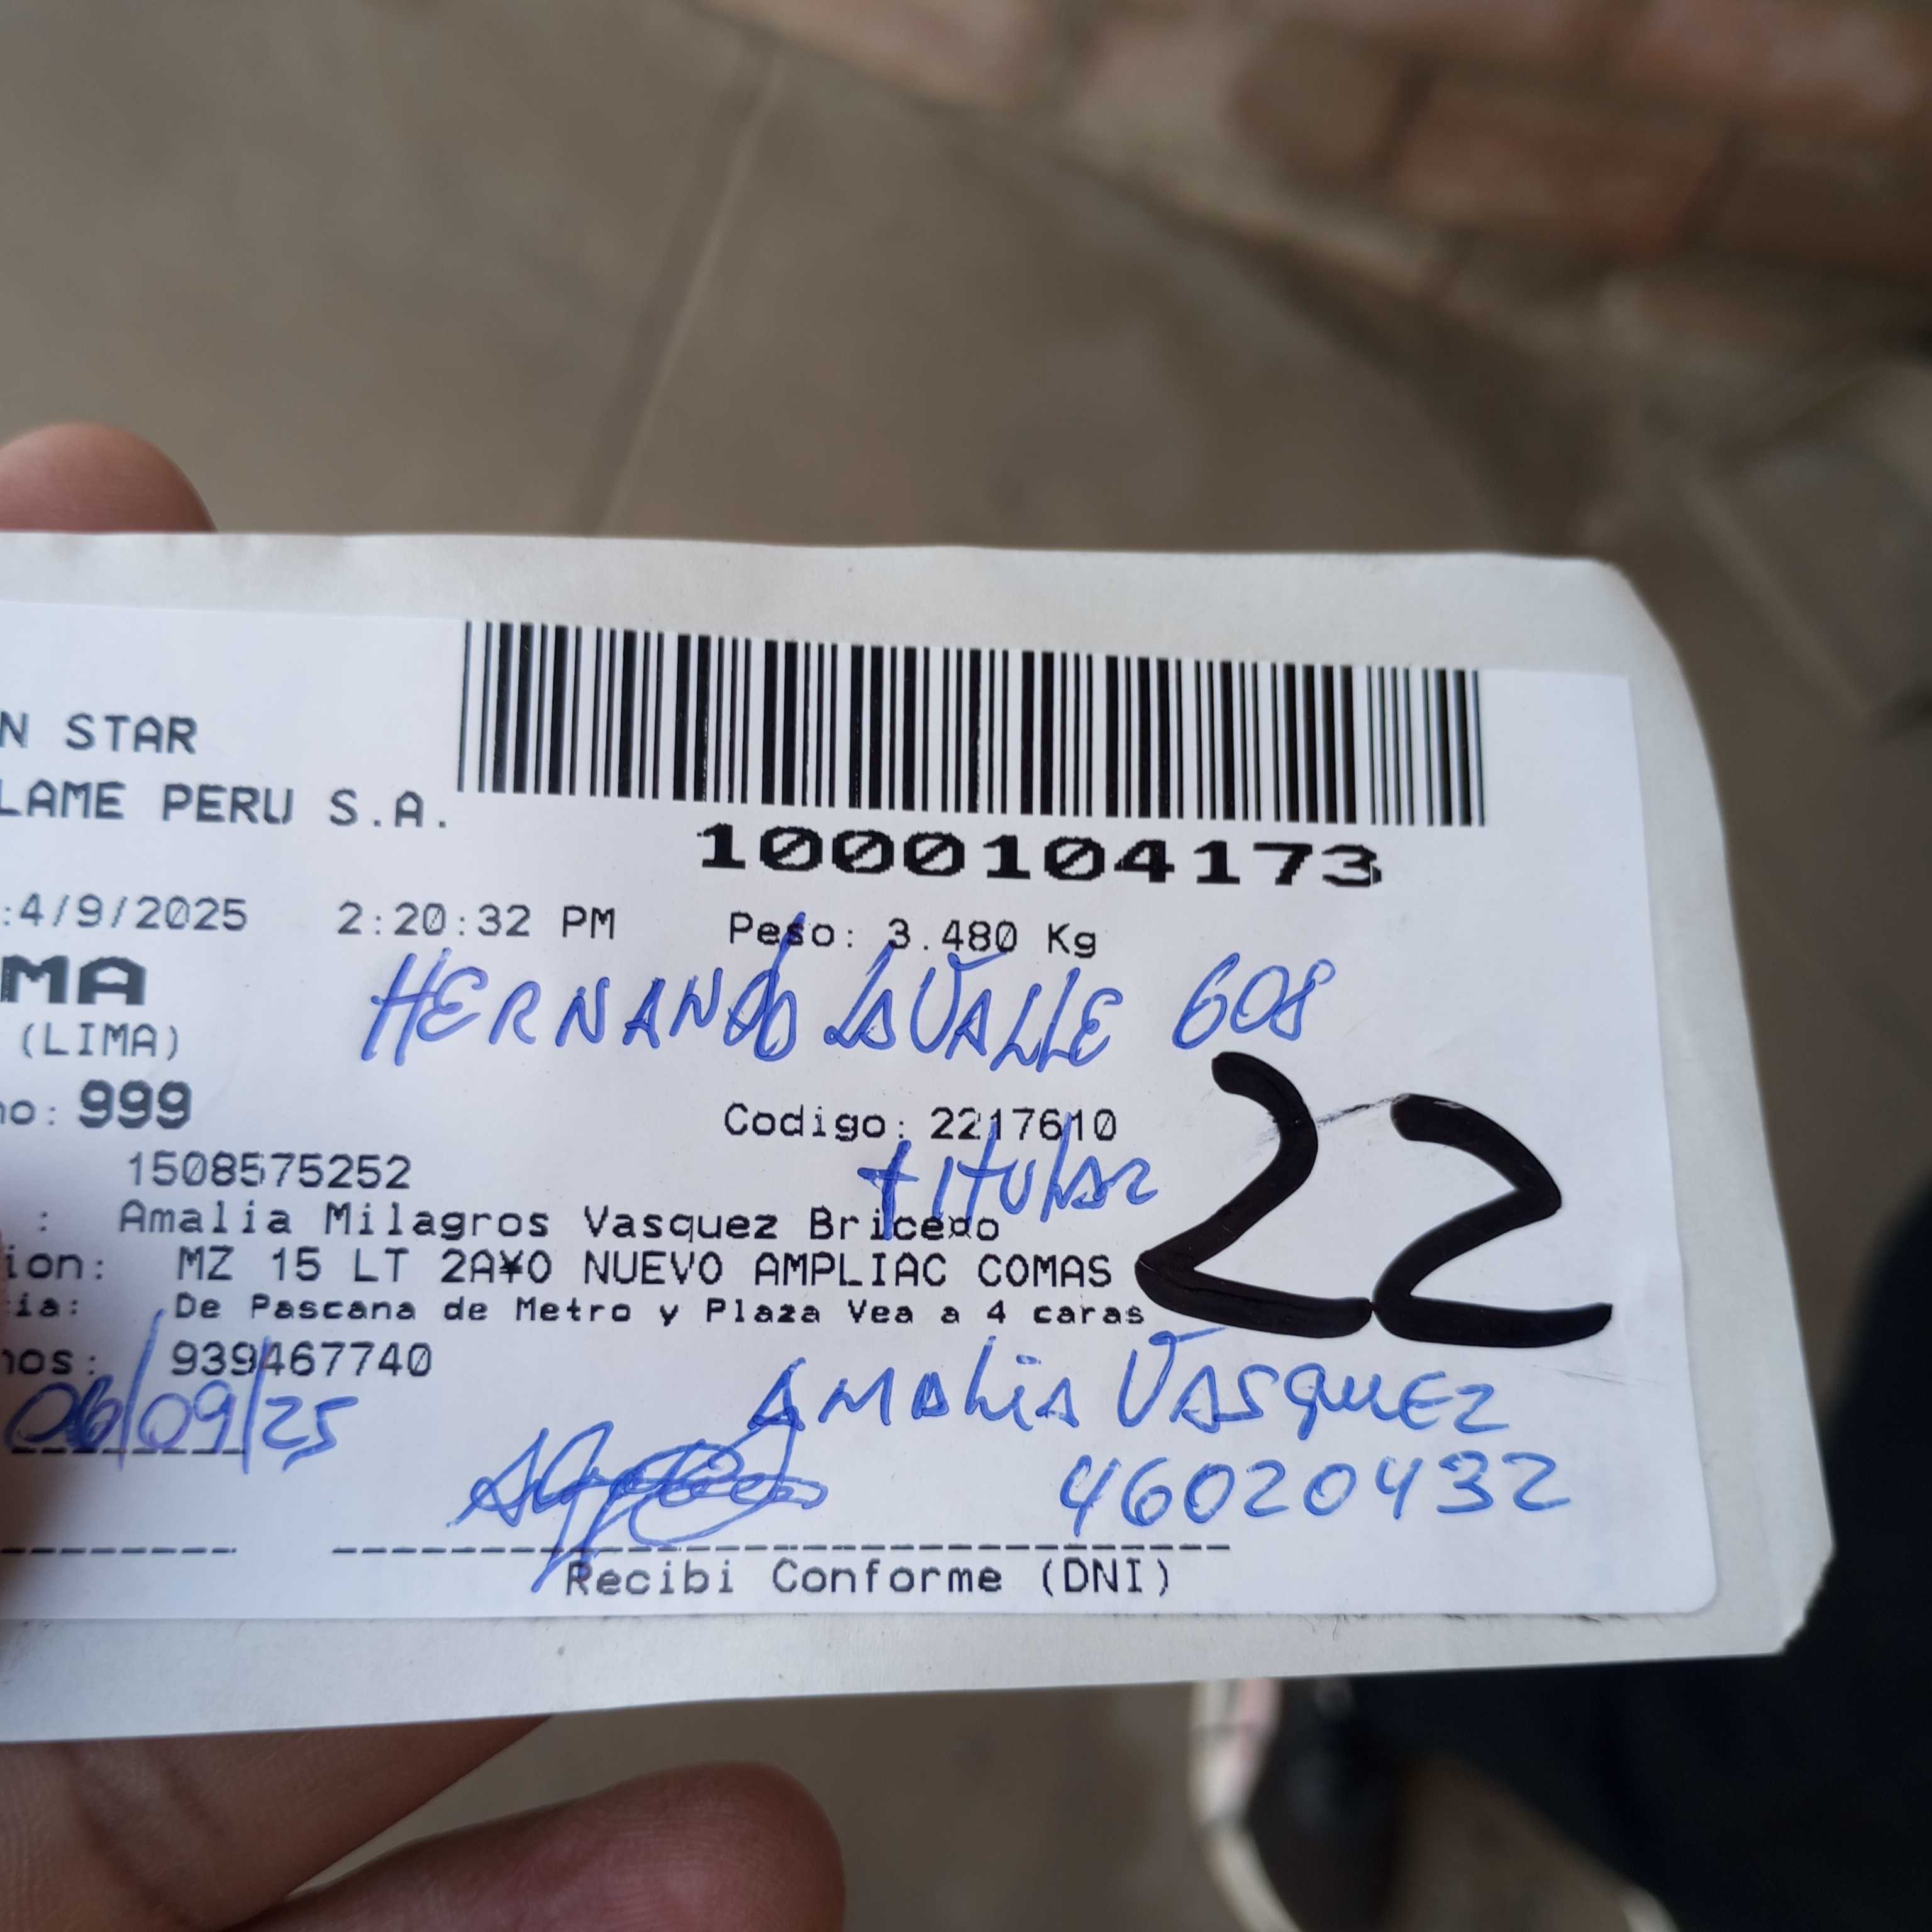 N STAR
LAME PERU S.A.
1000104173
:4/9/2025 2:20:32 PM Peso: 3.480 Kg
MA
HERNANDO LAVALLE 608
(LIMA)
no: 999
22
Codigo: 2217610
1508575252
titular
: Amalia Milagros Vasquez Brice¤o
ion: MZ 15 LT 2A¥O NUEVO AMPLIAC COMAS
ia: De Pascana de Metro y Plaza Vea a 4 caras
nos: 939467740
AMALIA VASQUEZ
06/09/25
46020432
Recibi Conforme (DNI)